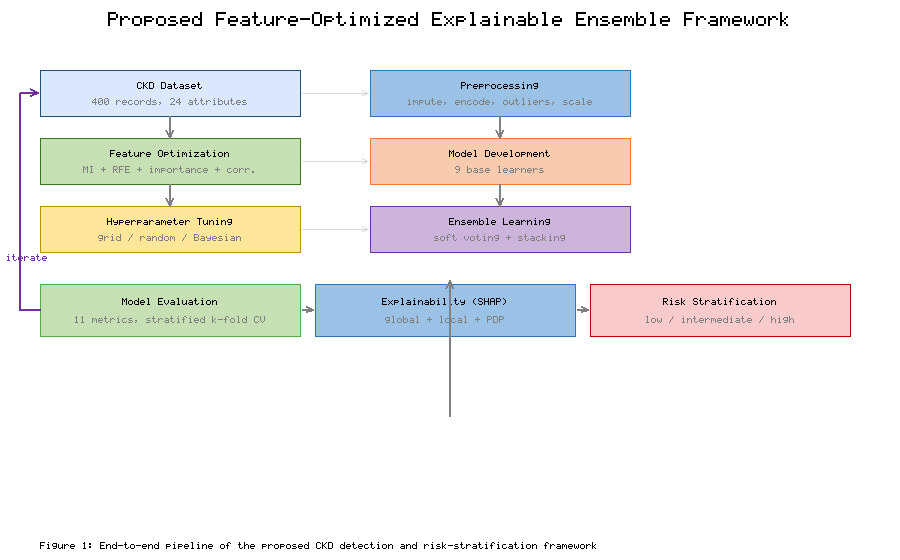 Proposed Feature-Optimized Explainable Ensemble Framework
CKD Dataset
400 records, 24 attributes
Preprocessing
impute, encode, outliers, scale
Feature Optimization
MI + RFE + importance + corr.
Model Development
9 base learners
Hyperparameter Tuning
grid / random / Bayesian
Ensemble Learning
soft voting + stacking
iterate
Model Evaluation
11 metrics, stratified k-fold CV
Explainability (SHAP)
global + local + PDP
Risk Stratification
low / intermediate / high
Figure 1: End-to-end pipeline of the proposed CKD detection and risk-stratification framework